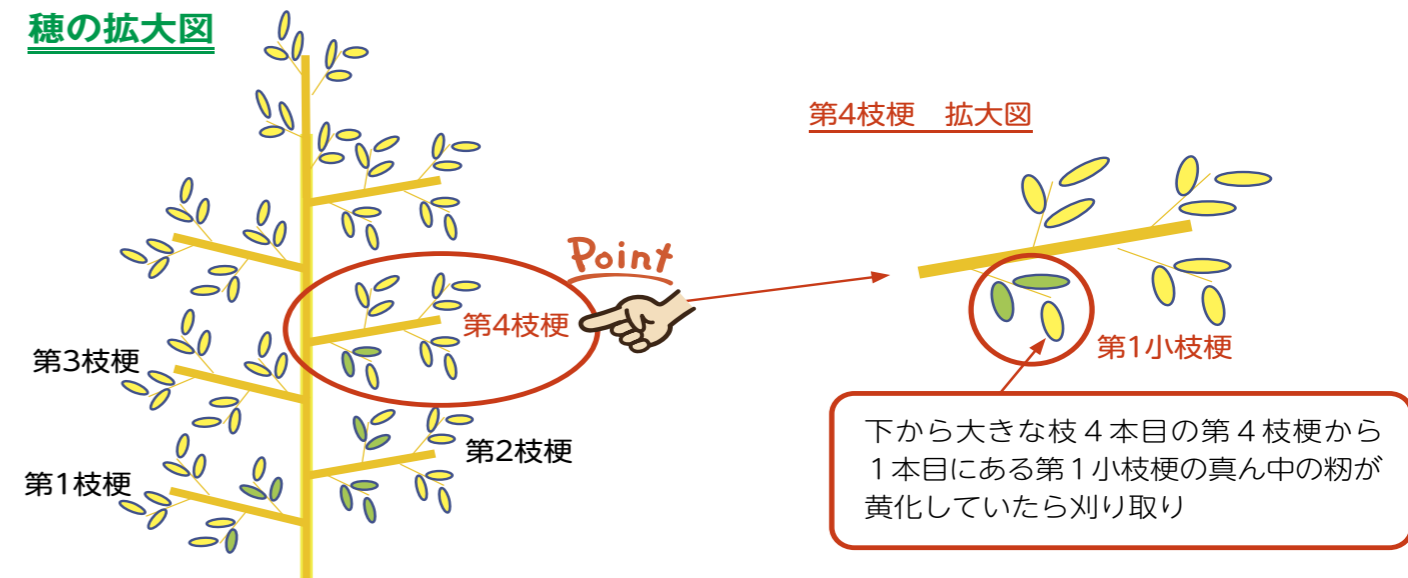 穂の拡大図
第4枝梗　拡大図
Point
第4枝梗
第3枝梗
第1小枝梗
第2枝梗
第1枝梗
下から大きな枝４本目の第４枝梗から
１本目にある第１小枝梗の真ん中の籾が
黄化していたら刈り取り